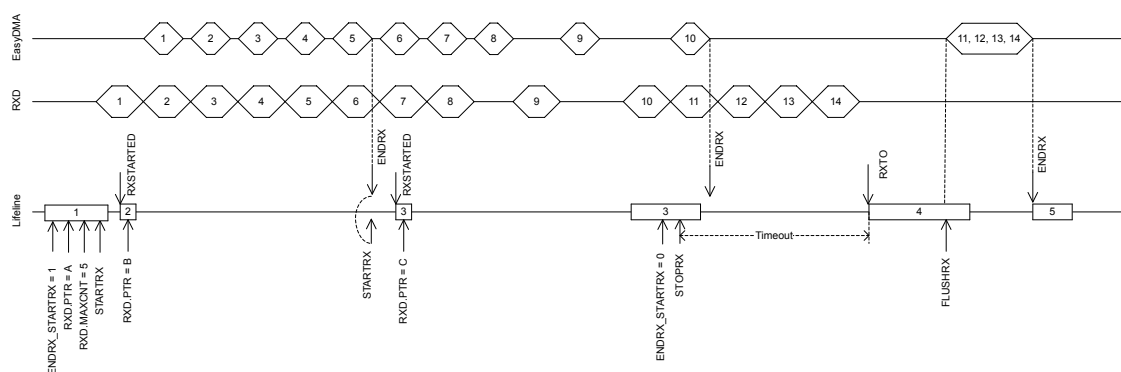 EasyDMA
1 2 3 4 5 6 7 8 9 10 11, 12, 13, 14
RXD
1 2 3 4 5 6 7 8 9 10 11 12 13 14
RXSTARTED
ENDRX
RXSTARTED
ENDRX
RXTO
ENDRX
Lifeline
1 2 3 3 4 5
Timeout
ENDRX_STARTRX = 1
RXD.PTR = A
RXD.MAXCNT = 5
STARTRX
RXD.PTR = B
STARTRX
RXD.PTR = C
ENDRX_STARTRX = 0
STOPRX
FLUSHRX